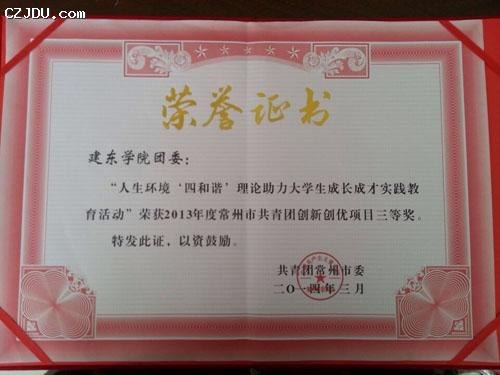 CZJDU.com
荣誉证书
建东学院团委：
“人生环境‘四和谐’理论助力大学生成长成才实践教
育活动”荣获2013年度常州市共青团创新创优项目三等奖。
特发此证，以资鼓励。
共青团常州市委
二〇一四年三月
CZJDU.com